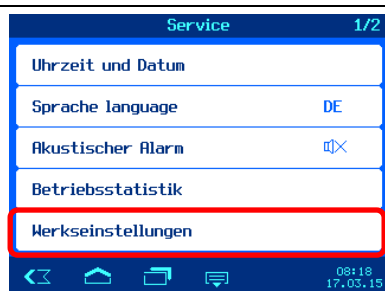 Service 1/2
Uhrzeit und Datum
Sprache language DE
Akustischer Alarm
Betriebsstatistik
Werkseinstellungen
08:18
17.03.15